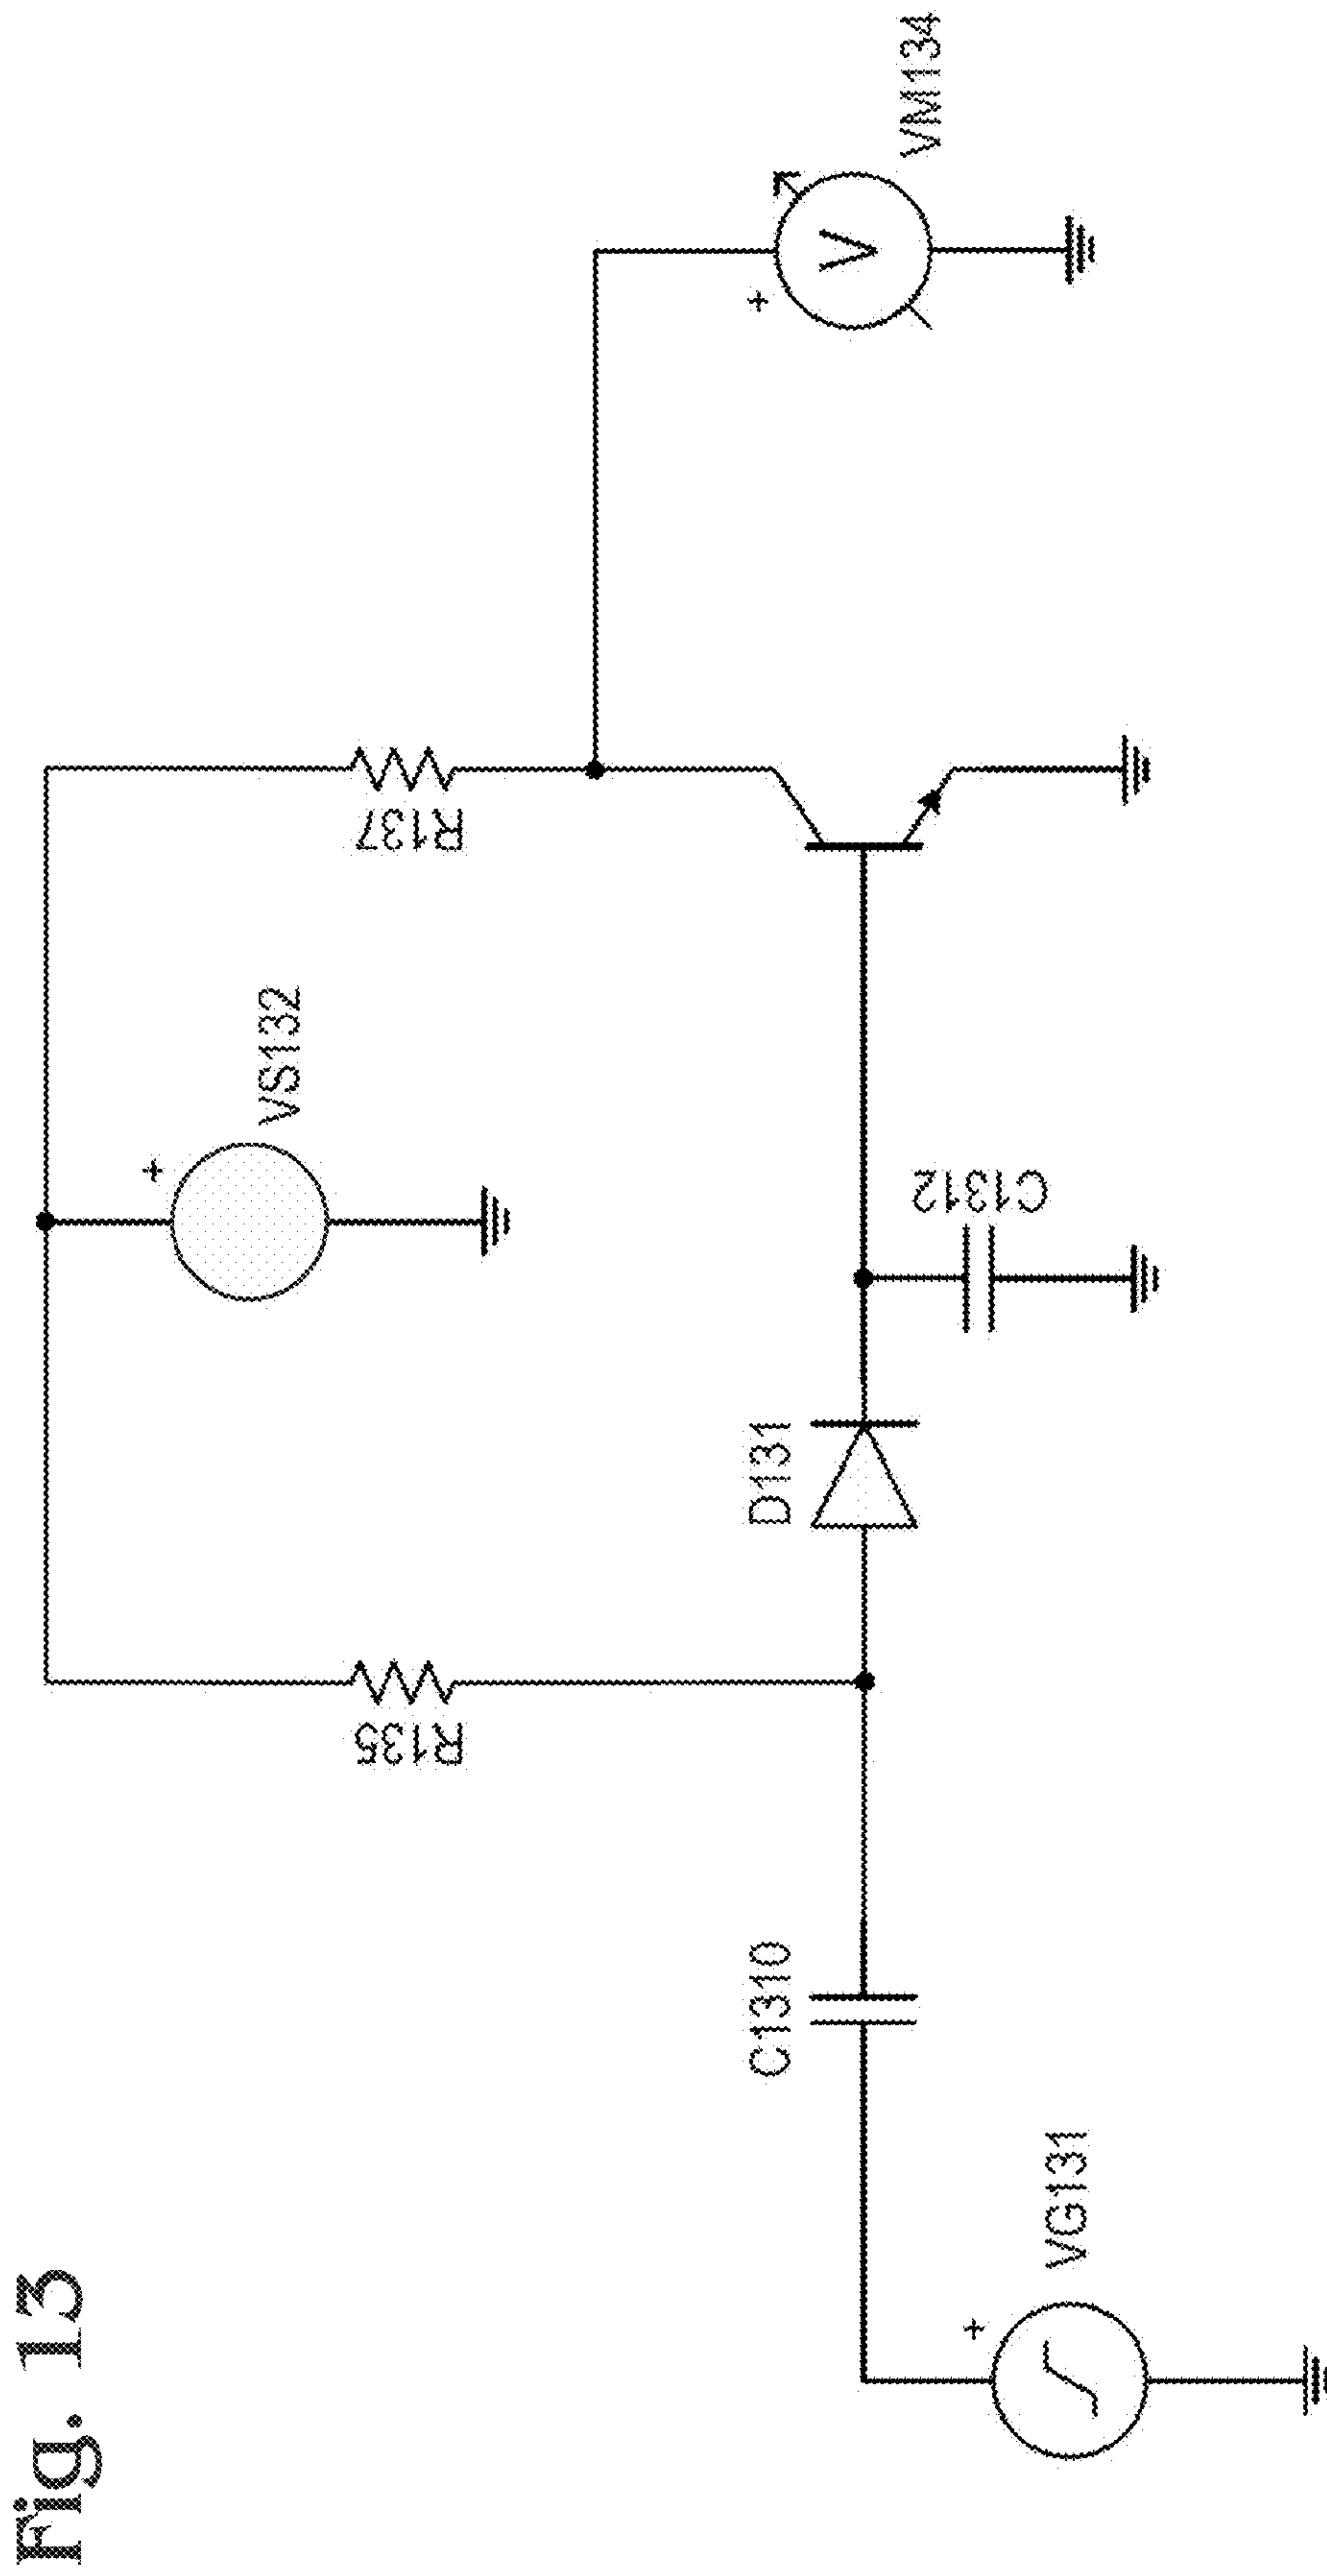 Fig. 13
VG131
C1310
R135
D131
C1312
VS132
+
R137
VM134
+
V
+